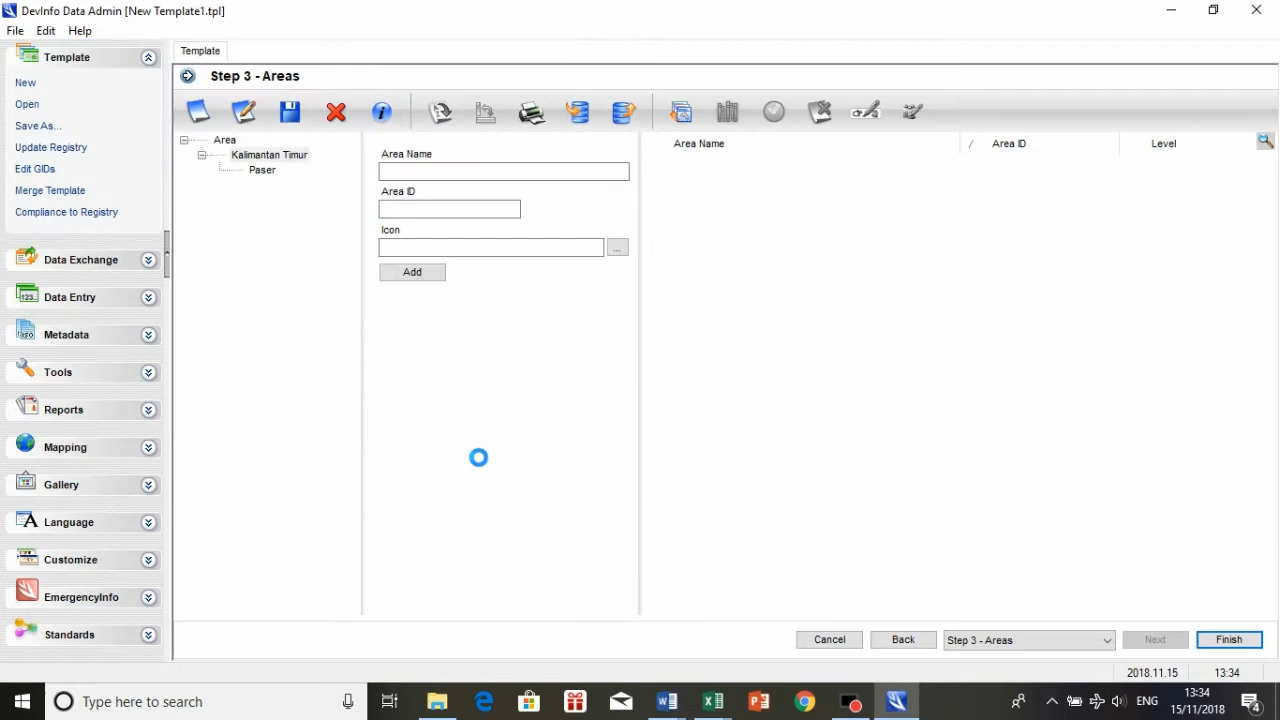 DevInfo Data Admin [New Template1.tpl]
File Edit Help
Template
New
Open
Save As...
Update Registry
Edit GIDs
Merge Template
Compliance to Registry
Data Exchange
Data Entry
Metadata
Tools
Reports
Mapping
Gallery
Language
Customize
EmergencyInfo
Standards
Template
Step 3 - Areas
Area
Kalimantan Timur
Paser
Area Name
Area ID
Icon
...
Add
Area Name / Area ID Level
Cancel Back Step 3 - Areas Next Finish
2018.11.15 13:34
Type here to search
ENG
13:34
15/11/2018
4